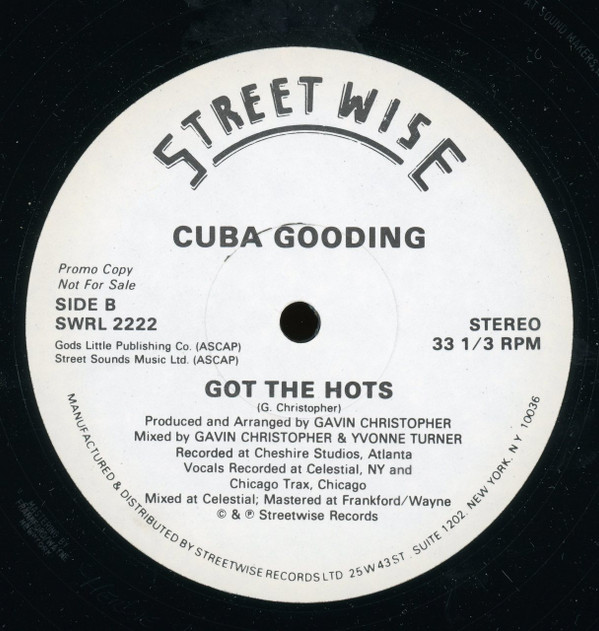 STREETWISE
CUBA GOODING
Promo Copy
Not For Sale
SIDE B
SWRL 2222
Gods Little Publishing Co. (ASCAP)
Street Sounds Music Ltd. (ASCAP)
STEREO
33 1/3 RPM
GOT THE HOTS
(G. Christopher)
Produced and Arranged by GAVIN CHRISTOPHER
Mixed by GAVIN CHRISTOPHER & YVONNE TURNER
Recorded at Cheshire Studios, Atlanta
Vocals Recorded at Celestial, NY and
Chicago Trax, Chicago
Mixed at Celestial; Mastered at Frankford/Wayne
© & ℗ Streetwise Records
MANUFACTURED & DISTRIBUTED BY STREETWISE RECORDS LTD 25 W 43 ST . SUITE 1202. NEW YORK. N Y 10036